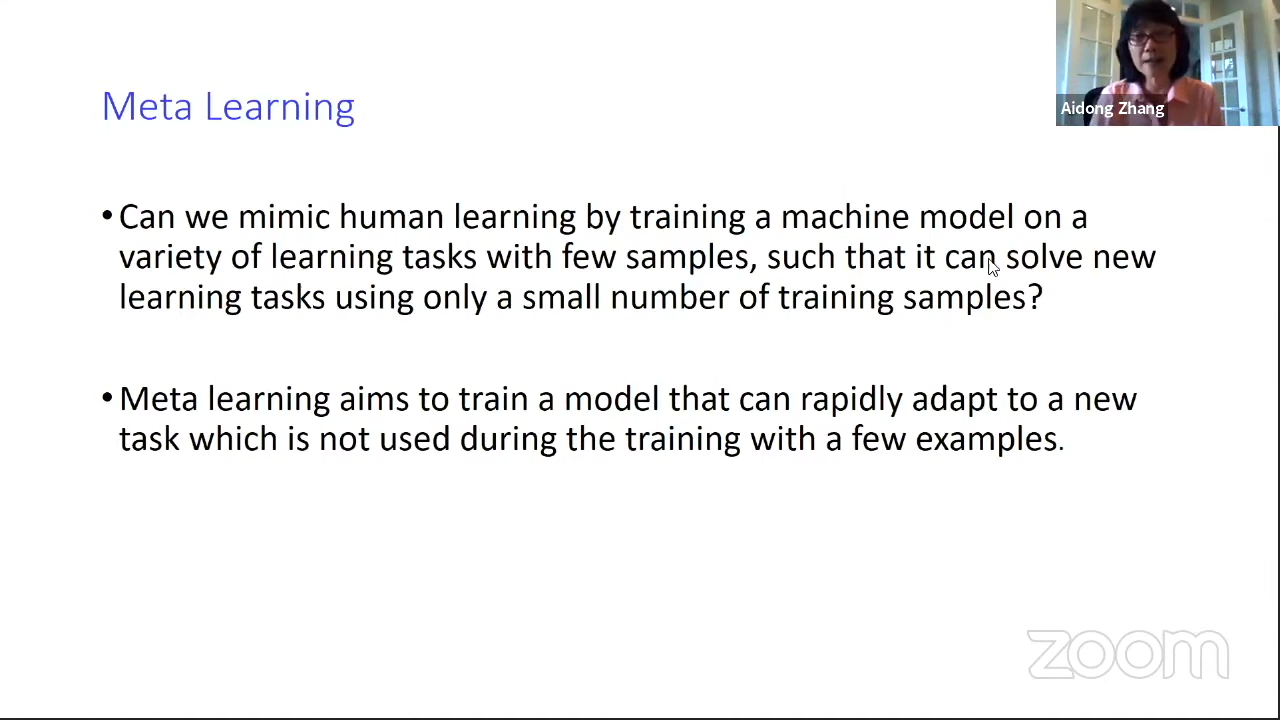 Aidong Zhang
Meta Learning
• Can we mimic human learning by training a machine model on a
variety of learning tasks with few samples, such that it can solve new
learning tasks using only a small number of training samples?
• Meta learning aims to train a model that can rapidly adapt to a new
task which is not used during the training with a few examples.
zoom